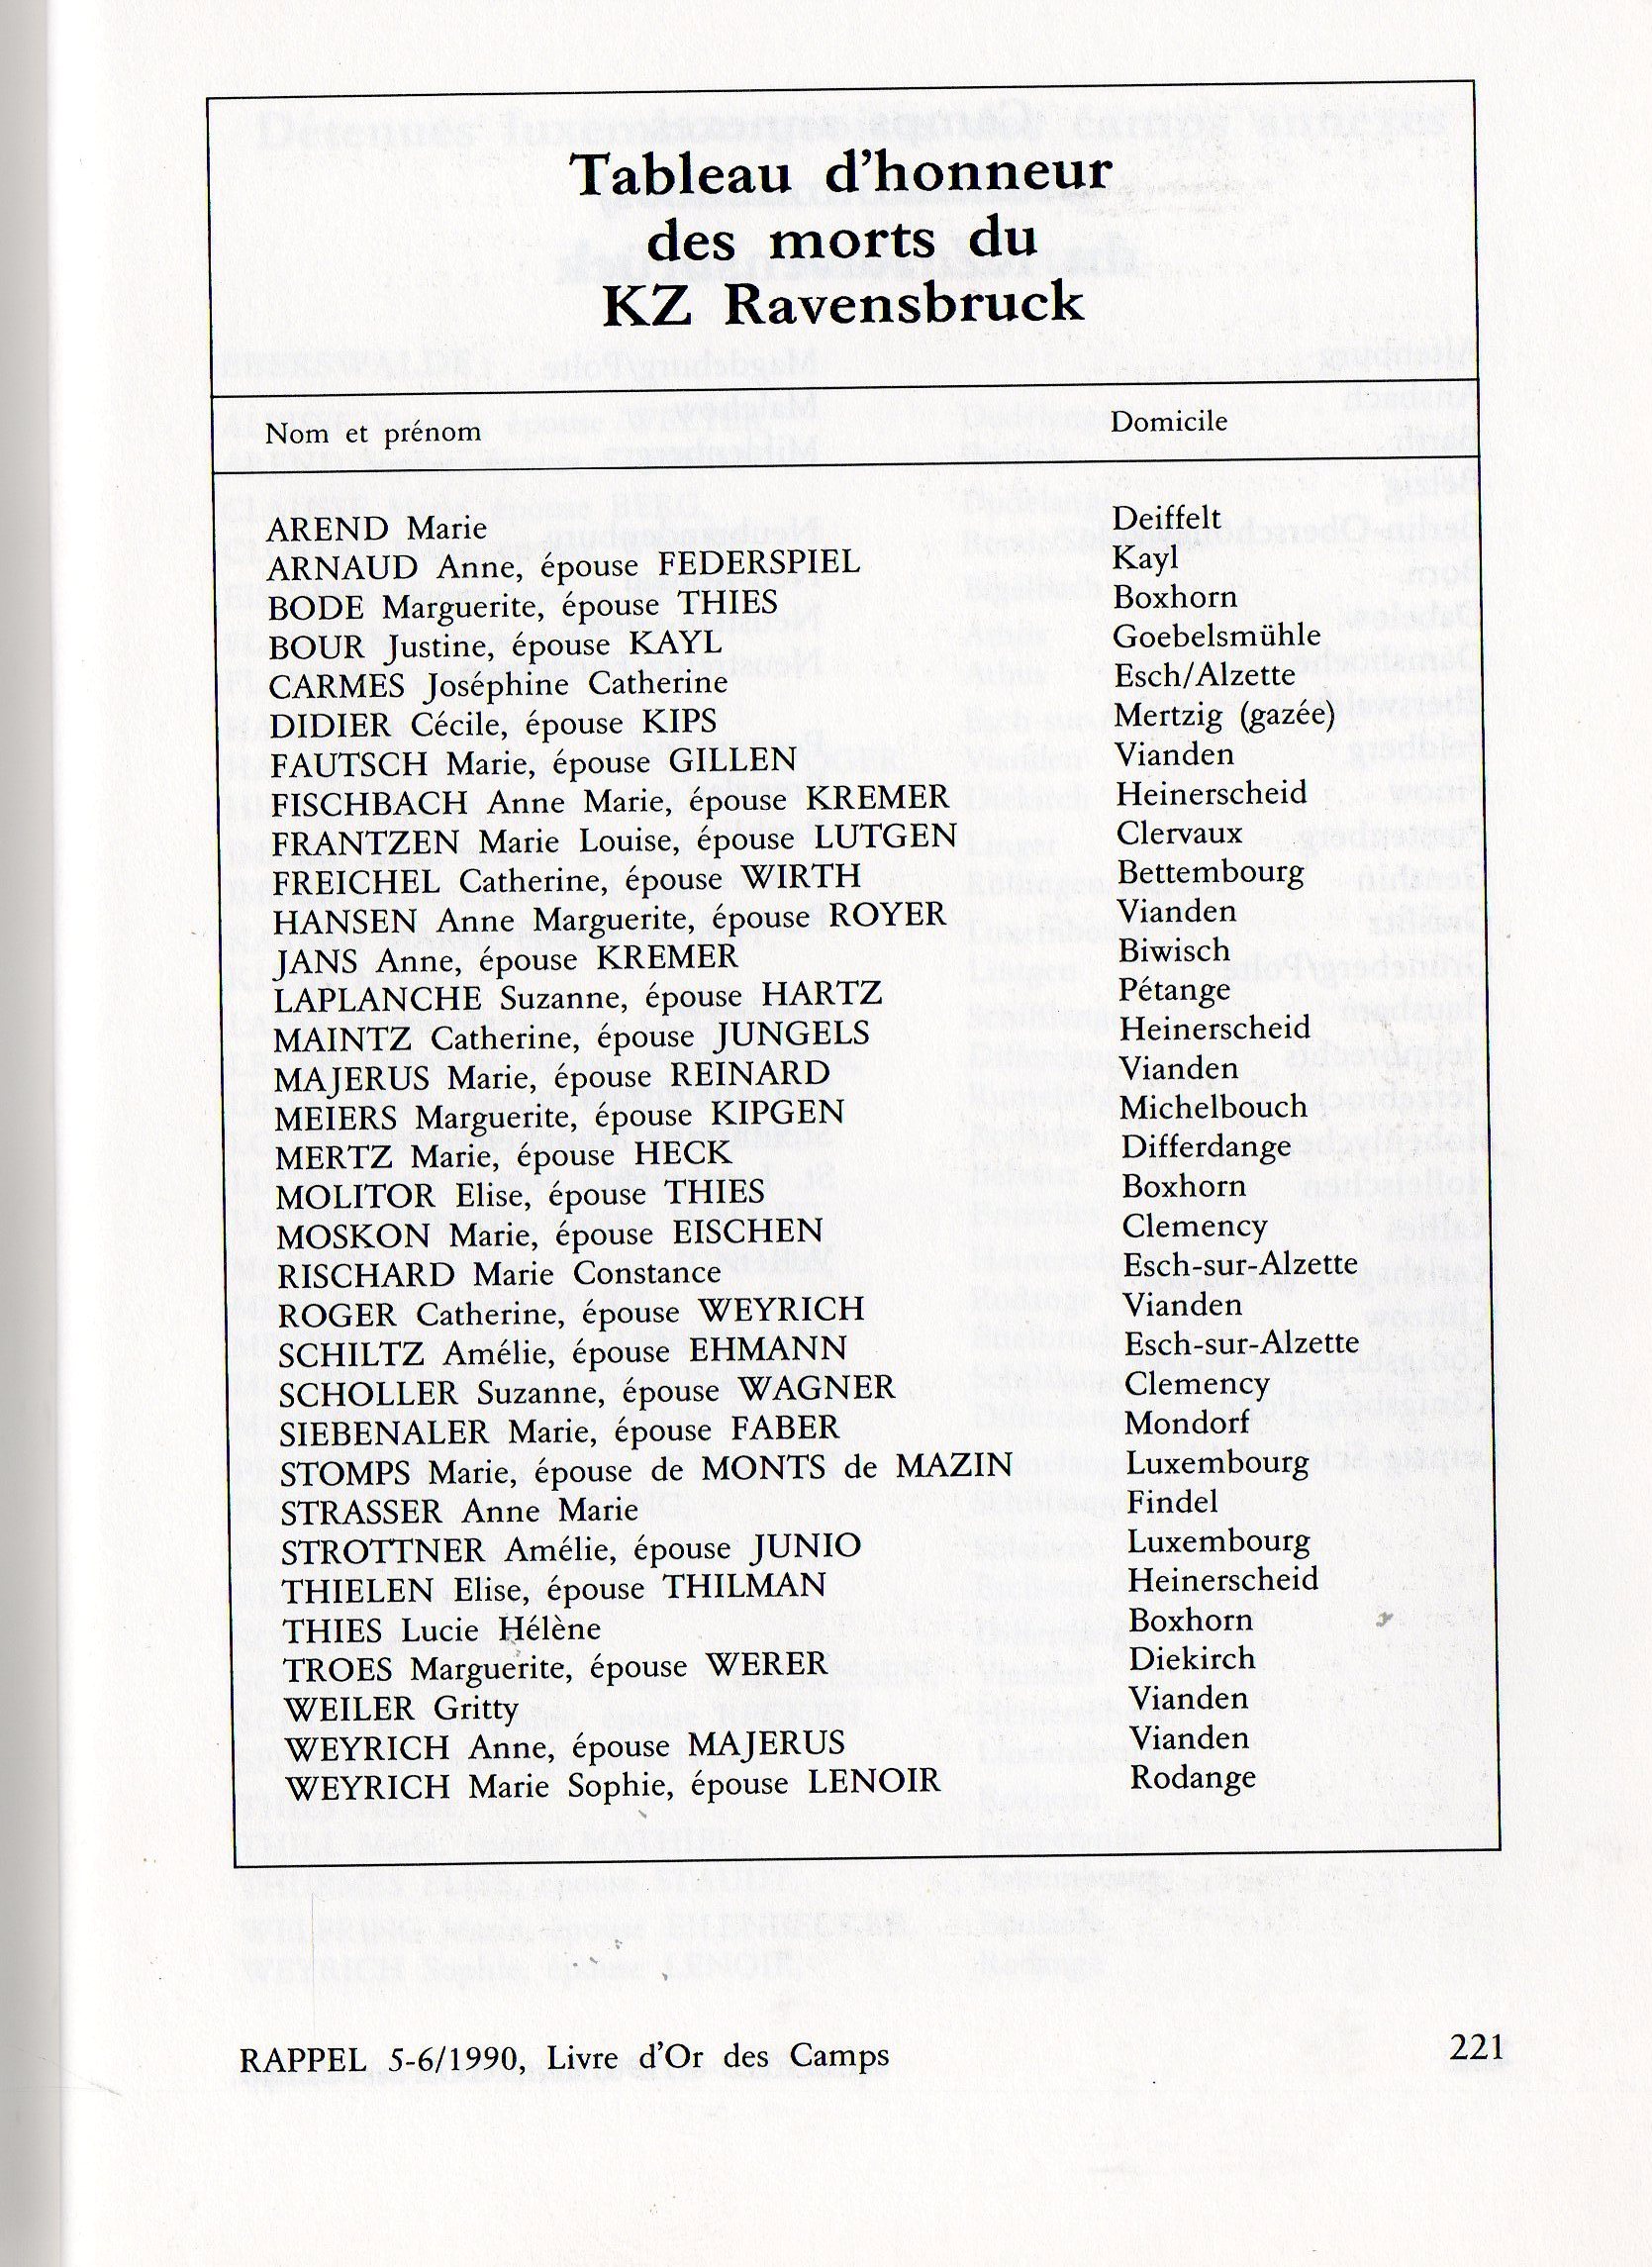 Tableau d'honneur
des morts du
KZ Ravensbruck
Nom et prénom Domicile
AREND Marie Deiffelt
ARNAUD Anne, épouse FEDERSPIEL Kayl
BODE Marguerite, épouse THIES Boxhorn
BOUR Justine, épouse KAYL Goebelsmühle
CARMES Joséphine Catherine Esch/Alzette
DIDIER Cécile, épouse KIPS Mertzig (gazée)
FAUTSCH Marie, épouse GILLEN Vianden
FISCHBACH Anne Marie, épouse KREMER Heinerscheid
FRANTZEN Marie Louise, épouse LUTGEN Clervaux
FREICHEL Catherine, épouse WIRTH Bettembourg
HANSEN Anne Marguerite, épouse ROYER Vianden
JANS Anne, épouse KREMER Biwisch
LAPLANCHE Suzanne, épouse HARTZ Pétange
MAINTZ Catherine, épouse JUNGELS Heinerscheid
MAJERUS Marie, épouse REINARD Vianden
MEIERS Marguerite, épouse KIPGEN Michelbouch
MERTZ Marie, épouse HECK Differdange
MOLITOR Elise, épouse THIES Boxhorn
MOSKON Marie, épouse EISCHEN Clemency
RISCHARD Marie Constance Esch-sur-Alzette
ROGER Catherine, épouse WEYRICH Vianden
SCHILTZ Amélie, épouse EHMANN Esch-sur-Alzette
SCHOLLER Suzanne, épouse WAGNER Clemency
SIEBENALER Marie, épouse FABER Mondorf
STOMPS Marie, épouse de MONTS de MAZIN Luxembourg
STRASSER Anne Marie Findel
STROTTNER Amélie, épouse JUNIO Luxembourg
THIELEN Elise, épouse THILMAN Heinerscheid
THIES Lucie Hélène Boxhorn
TROES Marguerite, épouse WERER Diekirch
WEILER Gritty Vianden
WEYRICH Anne, épouse MAJERUS Vianden
WEYRICH Marie Sophie, épouse LENOIR Rodange
RAPPEL 5-6/1990, Livre d'Or des Camps 221